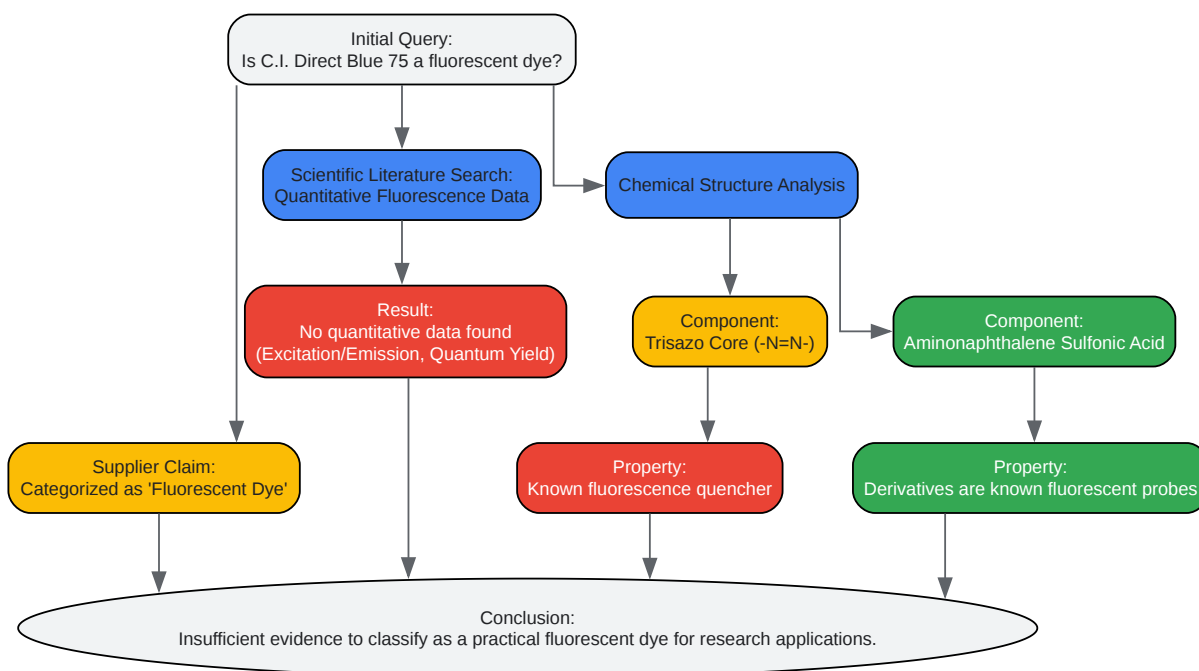 Initial Query:
Is C.I. Direct Blue 75 a fluorescent dye?
Scientific Literature Search:
Quantitative Fluorescence Data
Chemical Structure Analysis
Result:
No quantitative data found
(Excitation/Emission, Quantum Yield)
Component:
Trisazo Core (-N=N-)
Component:
Aminonaphthalene Sulfonic Acid
Supplier Claim:
Categorized as 'Fluorescent Dye'
Property:
Known fluorescence quencher
Property:
Derivatives are known fluorescent probes
Conclusion:
Insufficient evidence to classify as a practical fluorescent dye for research applications.